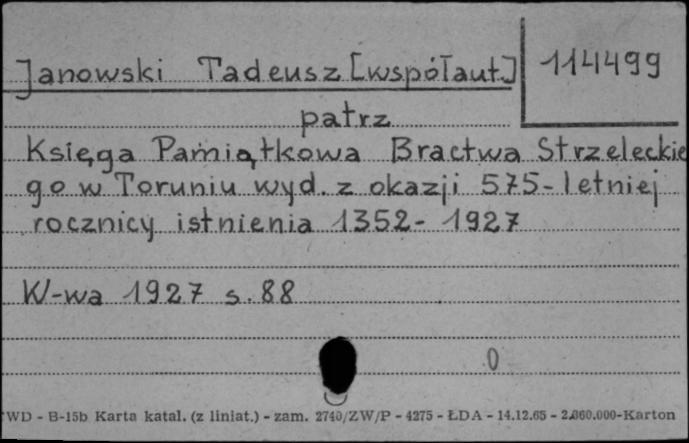 Janowski Tadeusz [współaut.] 114499
patrz
Księga Pamiątkowa Bractwa Strzeleckie
go w Toruniu wyd. z okazji 575-letniej
rocznicy istnienia 1352-1927
W-wa 1927 s. 88
0
WD - B-15b Karta katal. (z liniat.) - zam. 2740/ZW/P - 4275 - ŁDA - 14.12.65 - 2.060.000-Karton